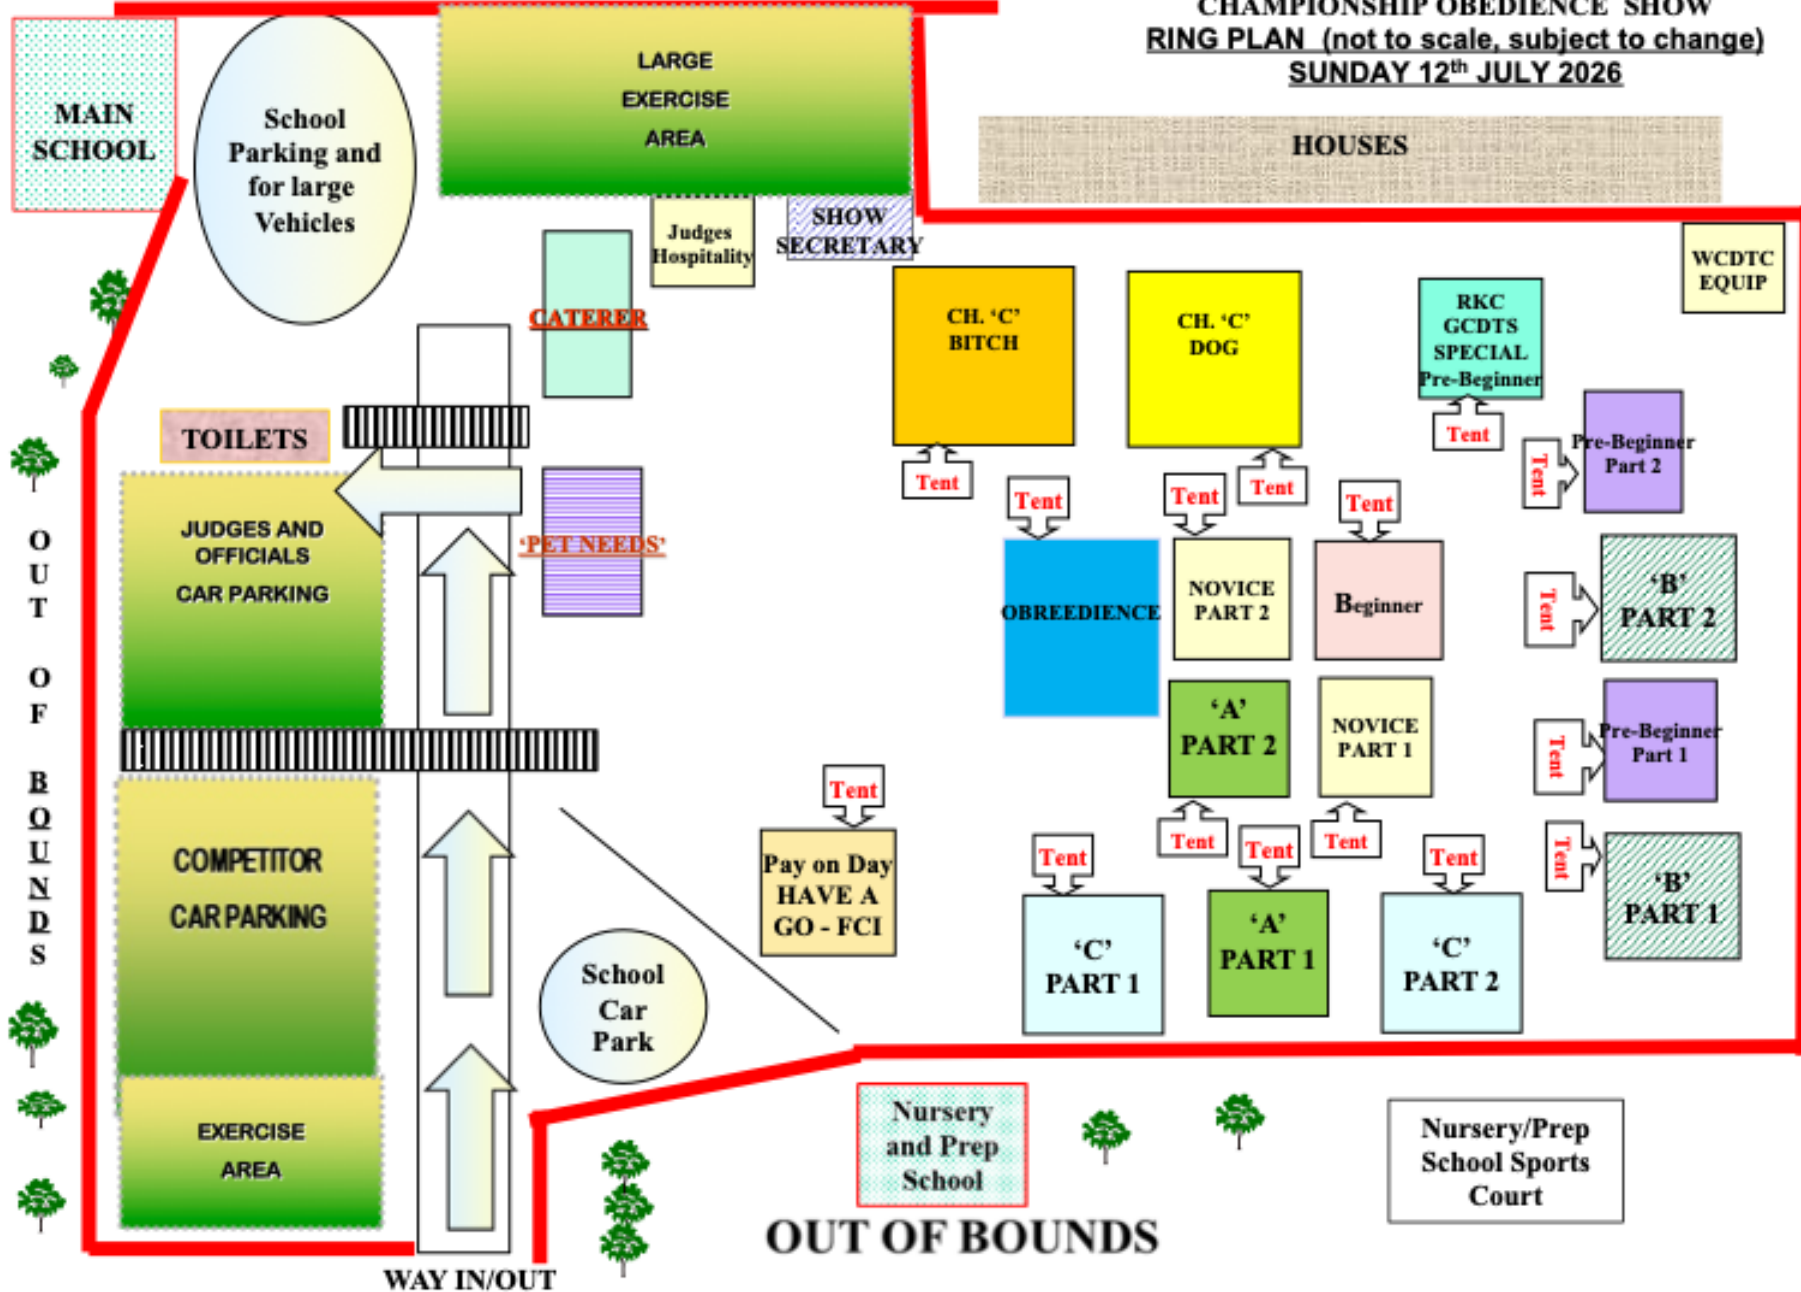 CHAMPIONSHIP OBEDIENCE SHOW
RING PLAN (not to scale, subject to change)
SUNDAY 12th JULY 2026
MAIN
SCHOOL
School
Parking and
for large
Vehicles
LARGE
EXERCISE
AREA
HOUSES
Judges
Hospitality
SHOW
SECRETARY
WCDTC
EQUIP
CATERER
CH. ‘C’
BITCH
CH. ‘C’
DOG
RKC
GCDTS
SPECIAL
Pre-Beginner
Tent
Tent
Tent
TOILETS
Pre-Beginner
Part 2
Tent
Tent
Tent
Tent
JUDGES AND
OFFICIALS
CAR PARKING
‘PET NEEDS’
OBREEDIENCE
NOVICE
PART 2
Beginner
Tent
‘B’
PART 2
OUT OF BOUNDS
‘A’
PART 2
NOVICE
PART 1
Tent
Pre-Beginner
Part 1
Tent
Tent
Tent
COMPETITOR
CAR PARKING
Pay on Day
HAVE A
GO - FCI
Tent
Tent
Tent
Tent
‘B’
PART 1
‘C’
PART 1
‘A’
PART 1
‘C’
PART 2
School
Car
Park
EXERCISE
AREA
Nursery
and Prep
School
Nursery/Prep
School Sports
Court
OUT OF BOUNDS
WAY IN/OUT